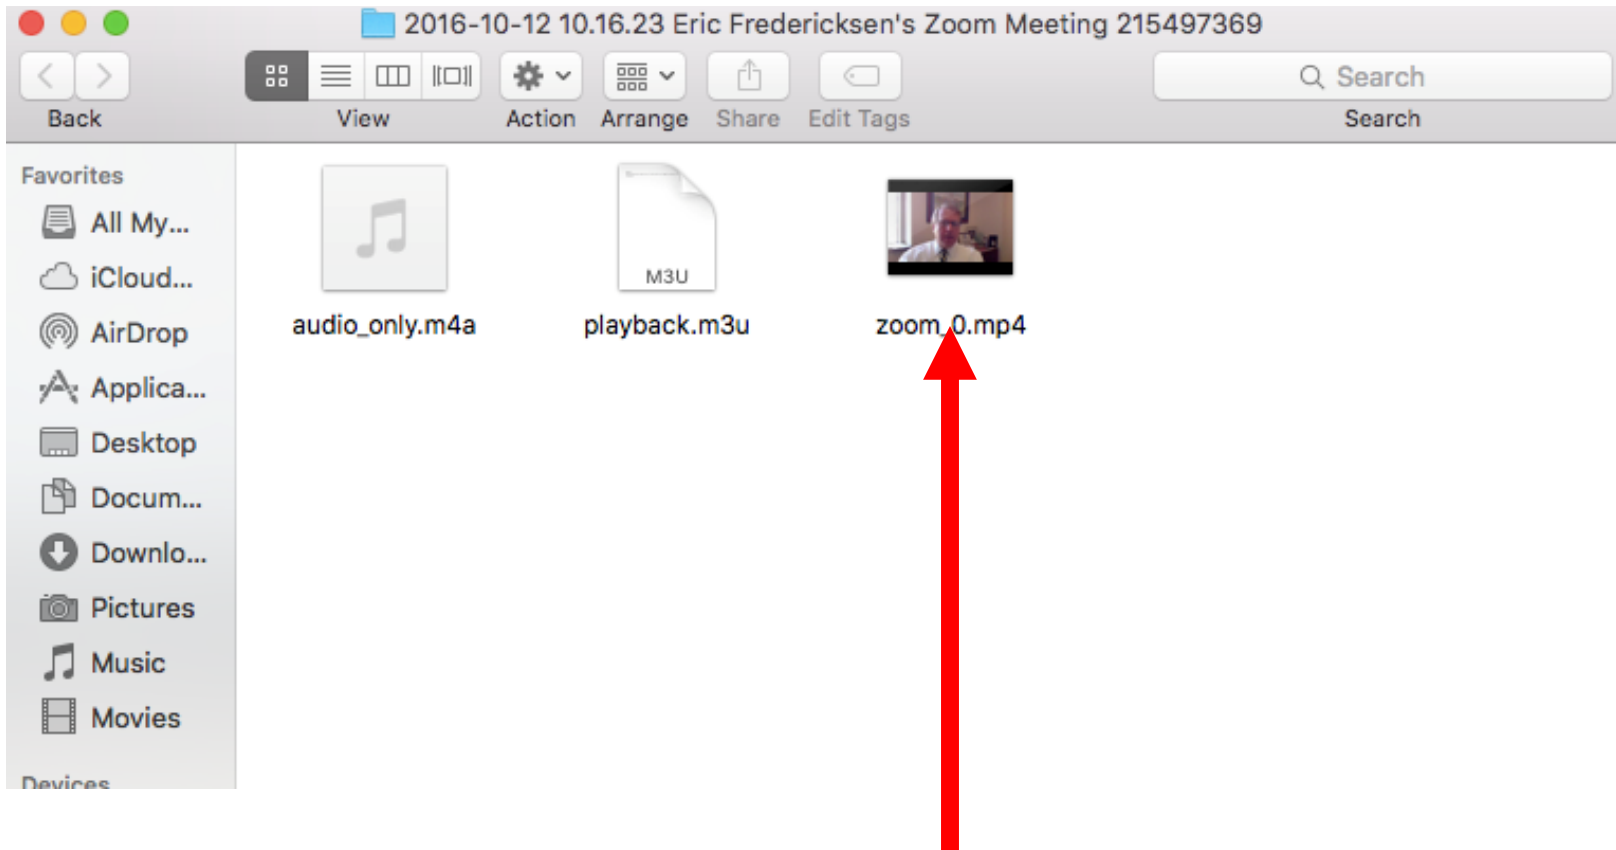 2016-10-12 10.16.23 Eric Fredericksen's Zoom Meeting 215497369
Search
Back View Action Arrange Share Edit Tags Search
Favorites
All My...
iCloud...
AirDrop
Applica...
Desktop
Docum...
Downlo...
Pictures
Music
Movies
Devices
M3U
audio_only.m4a playback.m3u zoom_0.mp4